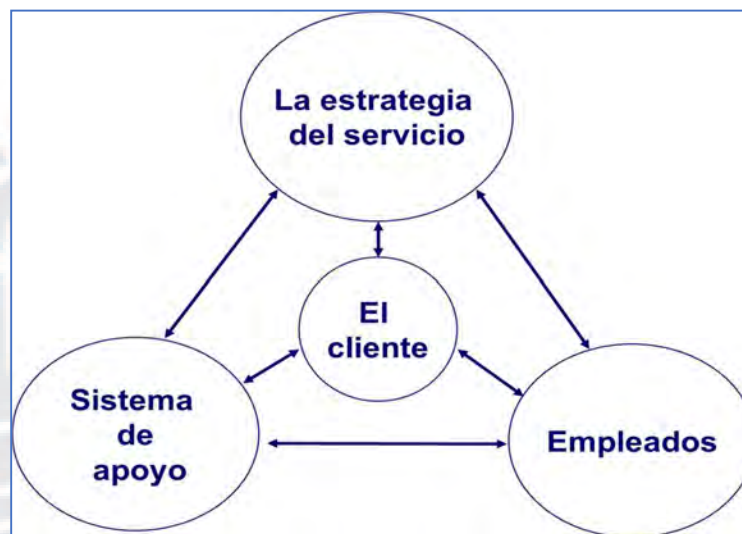 La estrategia
del servicio
El
cliente
Sistema
de
apoyo
Empleados